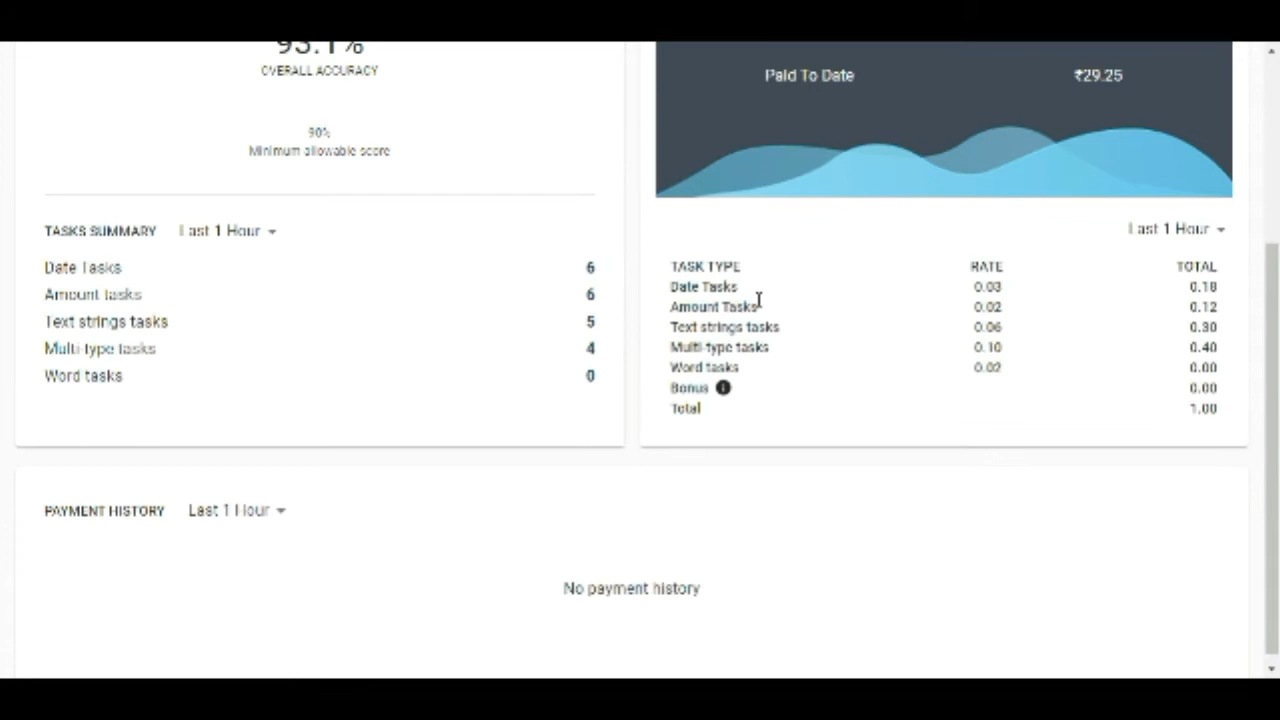 93.1%
OVERALL ACCURACY
90%
Minimum allowable score
TASKS SUMMARY Last 1 Hour
Date Tasks 6
Amount tasks 6
Text strings tasks 5
Multi-type tasks 4
Word tasks 0
Paid To Date ₹29.25
Last 1 Hour
TASK TYPE RATE TOTAL
Date Tasks 0.03 0.18
Amount Tasks 0.02 0.12
Text strings tasks 0.06 0.30
Multi-type tasks 0.10 0.40
Word tasks 0.02 0.00
Bonus 0.00
Total 1.00
PAYMENT HISTORY Last 1 Hour
No payment history